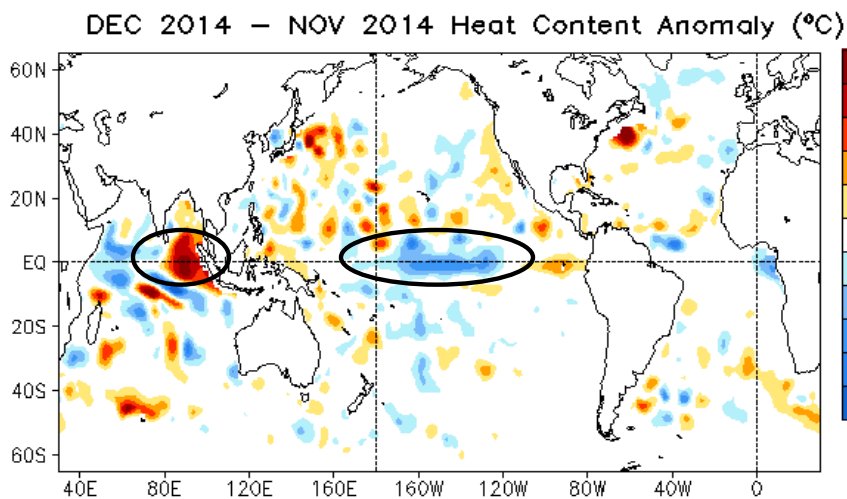 DEC 2014 – NOV 2014 Heat Content Anomaly (ºC)
60N
40N
20N
EQ
20S
40S
60S
40E 80E 120E 160E 160W 120W 80W 40W 0